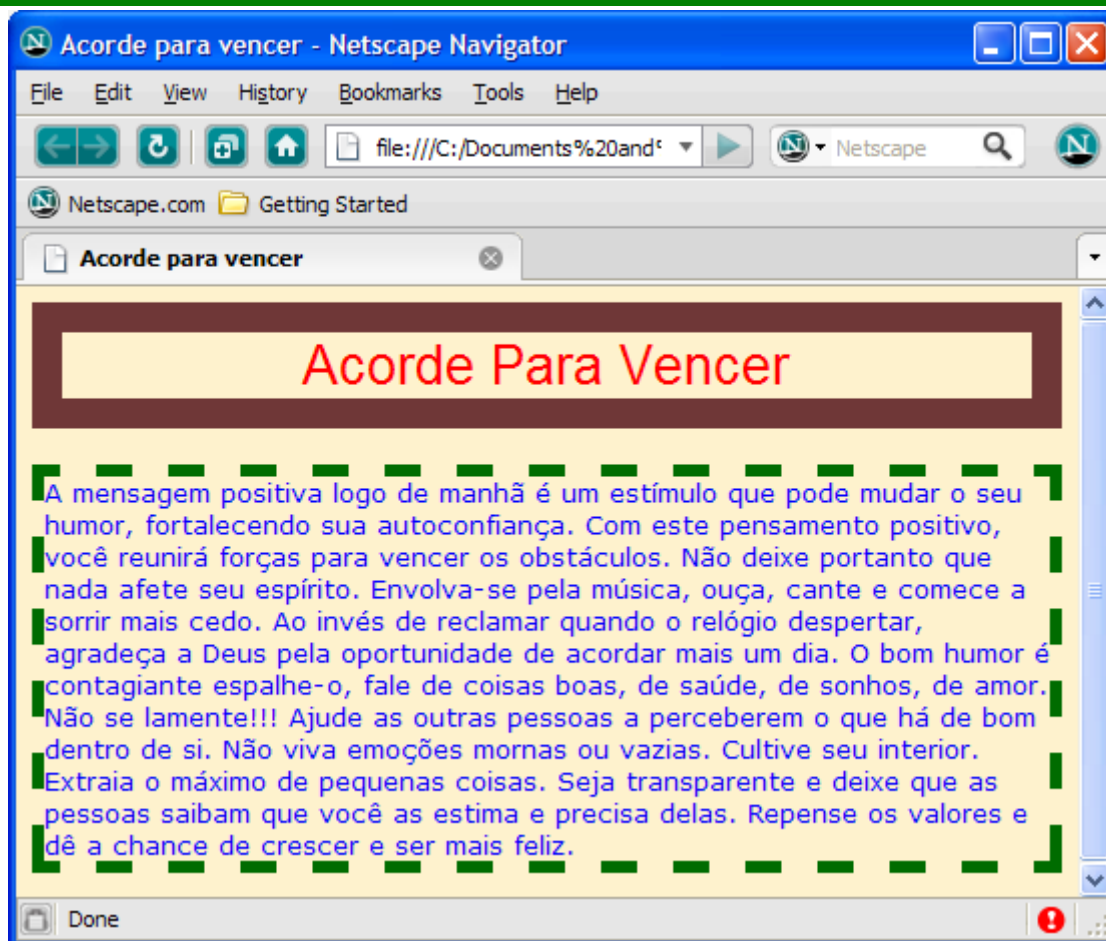 Acorde para vencer - Netscape Navigator
File Edit View History Bookmarks Tools Help
file:///C:/Documents%20and Netscape
Netscape.com Getting Started
Acorde para vencer
Acorde Para Vencer
A mensagem positiva logo de manhã é um estímulo que pode mudar o seu
humor, fortalecendo sua autoconfiança. Com este pensamento positivo,
você reunirá forças para vencer os obstáculos. Não deixe portanto que
nada afete seu espírito. Envolva-se pela música, ouça, cante e comece a
sorrir mais cedo. Ao invés de reclamar quando o relógio despertar,
agradeça a Deus pela oportunidade de acordar mais um dia. O bom humor é
contagiante espalhe-o, fale de coisas boas, de saúde, de sonhos, de amor.
Não se lamente!!! Ajude as outras pessoas a perceberem o que há de bom
dentro de si. Não viva emoções mornas ou vazias. Cultive seu interior.
Extraia o máximo de pequenas coisas. Seja transparente e deixe que as
pessoas saibam que você as estima e precisa delas. Repense os valores e
dê a chance de crescer e ser mais feliz.
Done